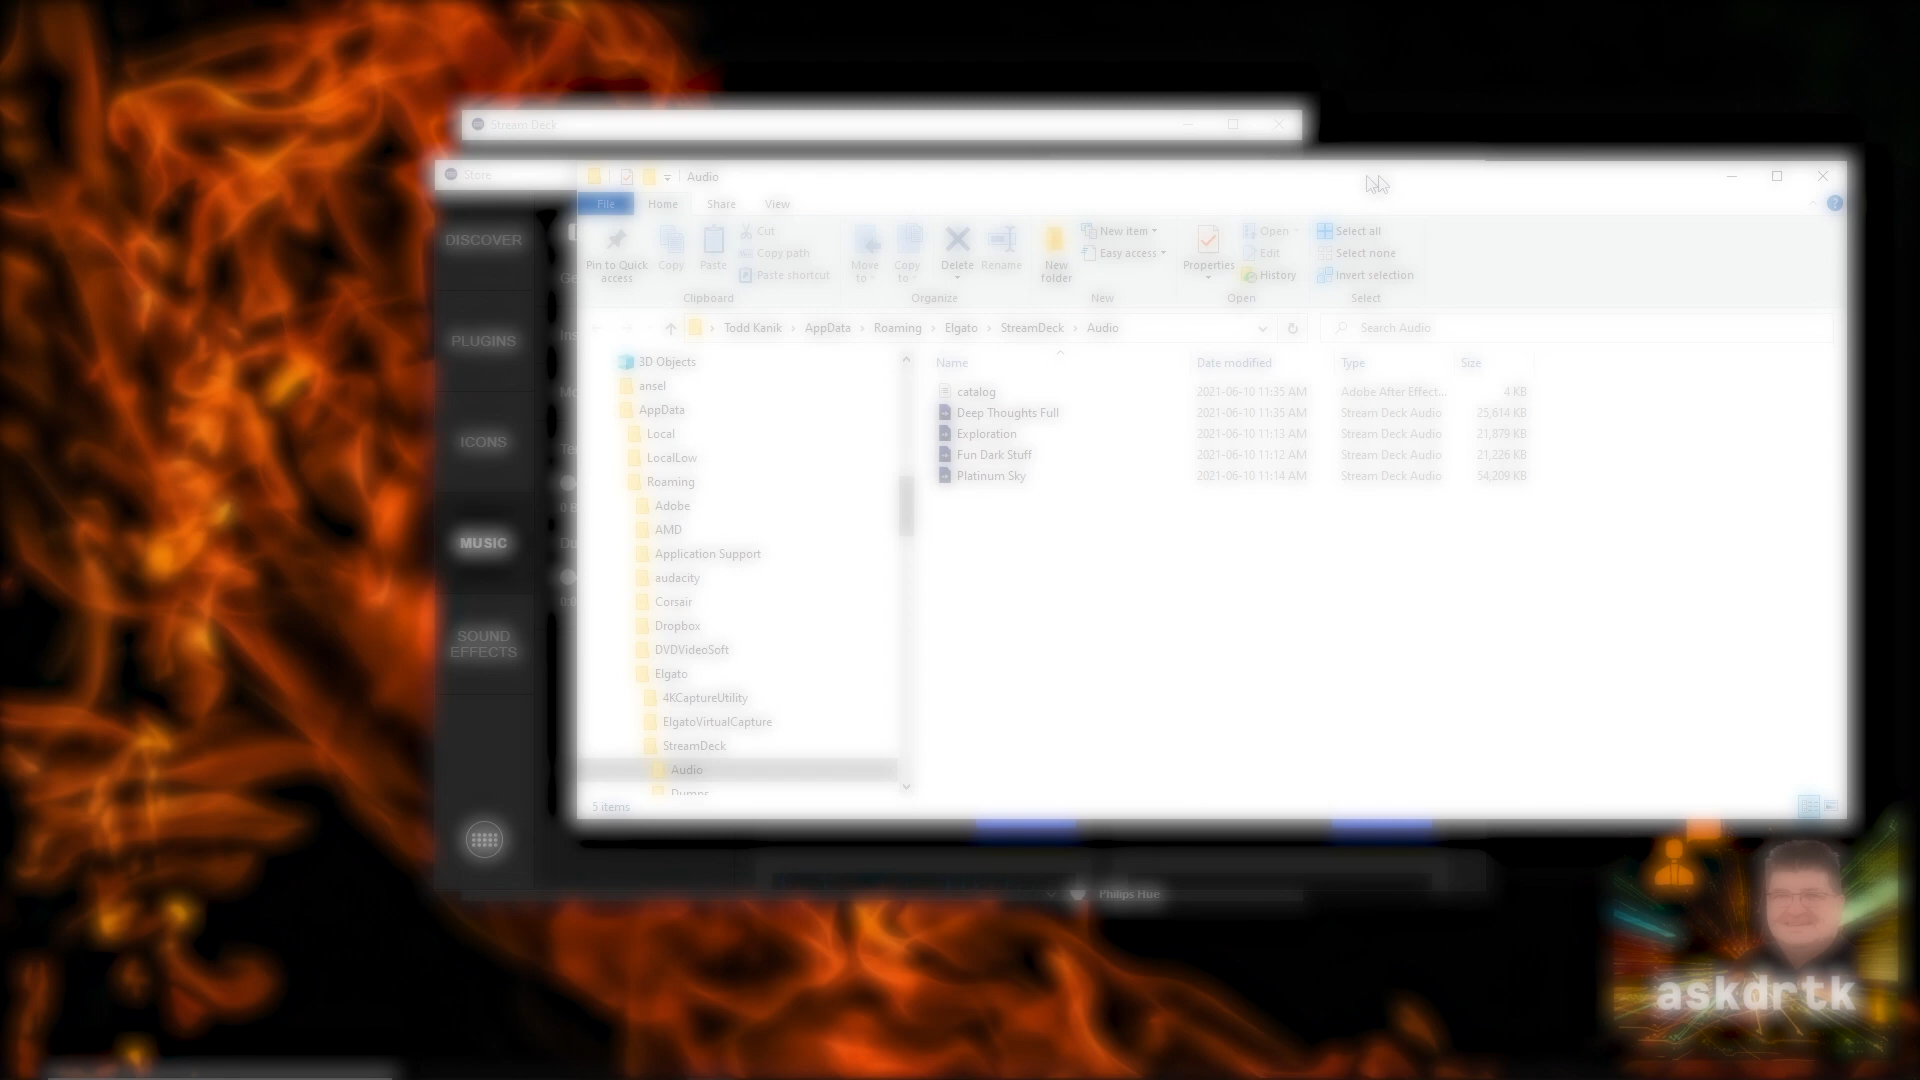 Stream Deck
Store
Audio
File Home Share View
DISCOVER
PLUGINS
ICONS
MUSIC
SOUND
EFFECTS
Pin to Quick
access
Copy
Paste
Cut
Copy path
Paste shortcut
Clipboard
Move
to
Copy
to
Delete
Rename
Organize
New
folder
New item
Easy access
New
Properties
Open
Edit
History
Open
Select all
Select none
Invert selection
Select
Todd Kanik › AppData › Roaming › Elgato › StreamDeck › Audio
Search Audio
3D Objects
ansel
AppData
Local
LocalLow
Roaming
Adobe
AMD
Application Support
audacity
Corsair
Dropbox
DVDVideoSoft
Elgato
4KCaptureUtility
ElgatoVirtualCapture
StreamDeck
Audio
Dumps
Name Date modified Type Size
catalog 2021-06-10 11:35 AM Adobe After Effect... 4 KB
Deep Thoughts Full 2021-06-10 11:35 AM Stream Deck Audio 25,614 KB
Exploration 2021-06-10 11:13 AM Stream Deck Audio 21,879 KB
Fun Dark Stuff 2021-06-10 11:12 AM Stream Deck Audio 21,226 KB
Platinum Sky 2021-06-10 11:14 AM Stream Deck Audio 54,209 KB
5 items
Philips Hue
askdrtk